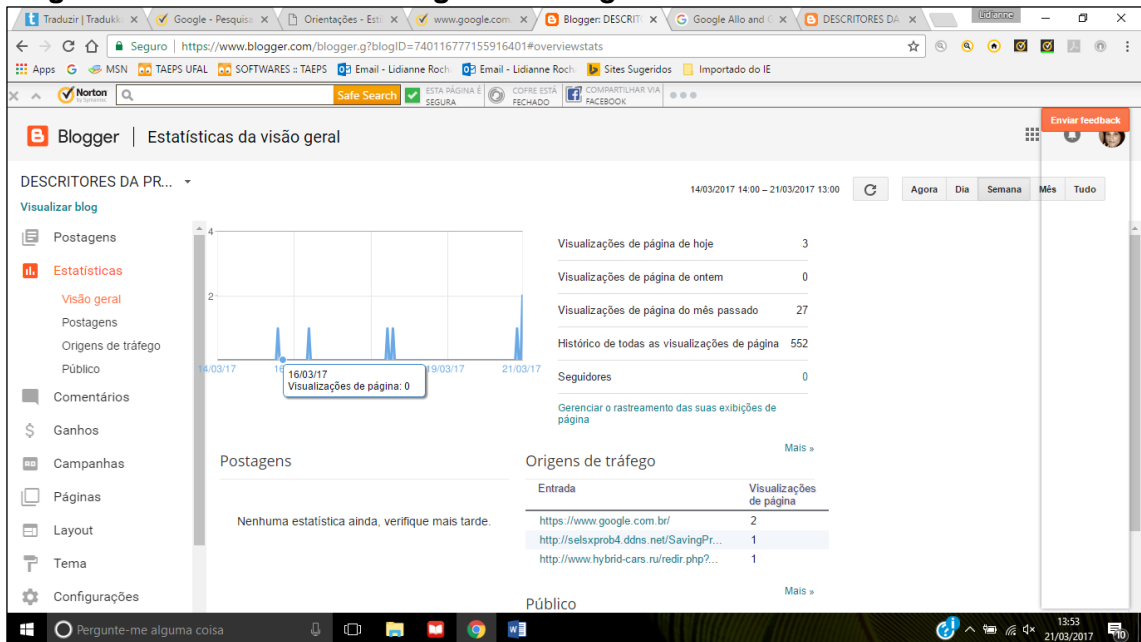 Traduzir | Tradukk
Google - Pesquisa
Orientações - Esti
www.google.com.
Blogger: DESCRIT
Google Allo and
DESCRITORES DA
Lidianne
Seguro | https://www.blogger.com/blogger.g?blogID=740116777155916401#overviewstats
Apps
MSN
TAEPS UFAL
SOFTWARES :: TAEPS
Email - Lidianne Roch
Email - Lidianne Roch
Sites Sugeridos
Importado do IE
Norton
by Symantec
Safe Search
ESTA PÁGINA É SEGURA
COFRE ESTÁ FECHADO
COMPARTILHAR VIA FACEBOOK
Enviar feedback
Blogger | Estatísticas da visão geral
DESCRITORES DA PR...
14/03/2017 14:00 – 21/03/2017 13:00
Agora Dia Semana Mês Tudo
Visualizar blog
Postagens
Estatísticas
Visão geral
Postagens
Origens de tráfego
Público
Comentários
Ganhos
Campanhas
Páginas
Layout
Tema
Configurações
4
2
14/03/17
19/03/17
21/03/17
16/03/17
Visualizações de página: 0
Visualizações de página de hoje 3
Visualizações de página de ontem 0
Visualizações de página do mês passado 27
Histórico de todas as visualizações de página 552
Seguidores 0
Gerenciar o rastreamento das suas exibições de
página
Mais »
Postagens
Nenhuma estatística ainda, verifique mais tarde.
Origens de tráfego
Entrada Visualizações
de página
https://www.google.com.br/ 2
http://selsxprob4.ddns.net/SavingPr... 1
http://www.hybrid-cars.ru/redir.php?... 1
Mais »
Público
Pergunte-me alguma coisa
13:53
21/03/2017
10